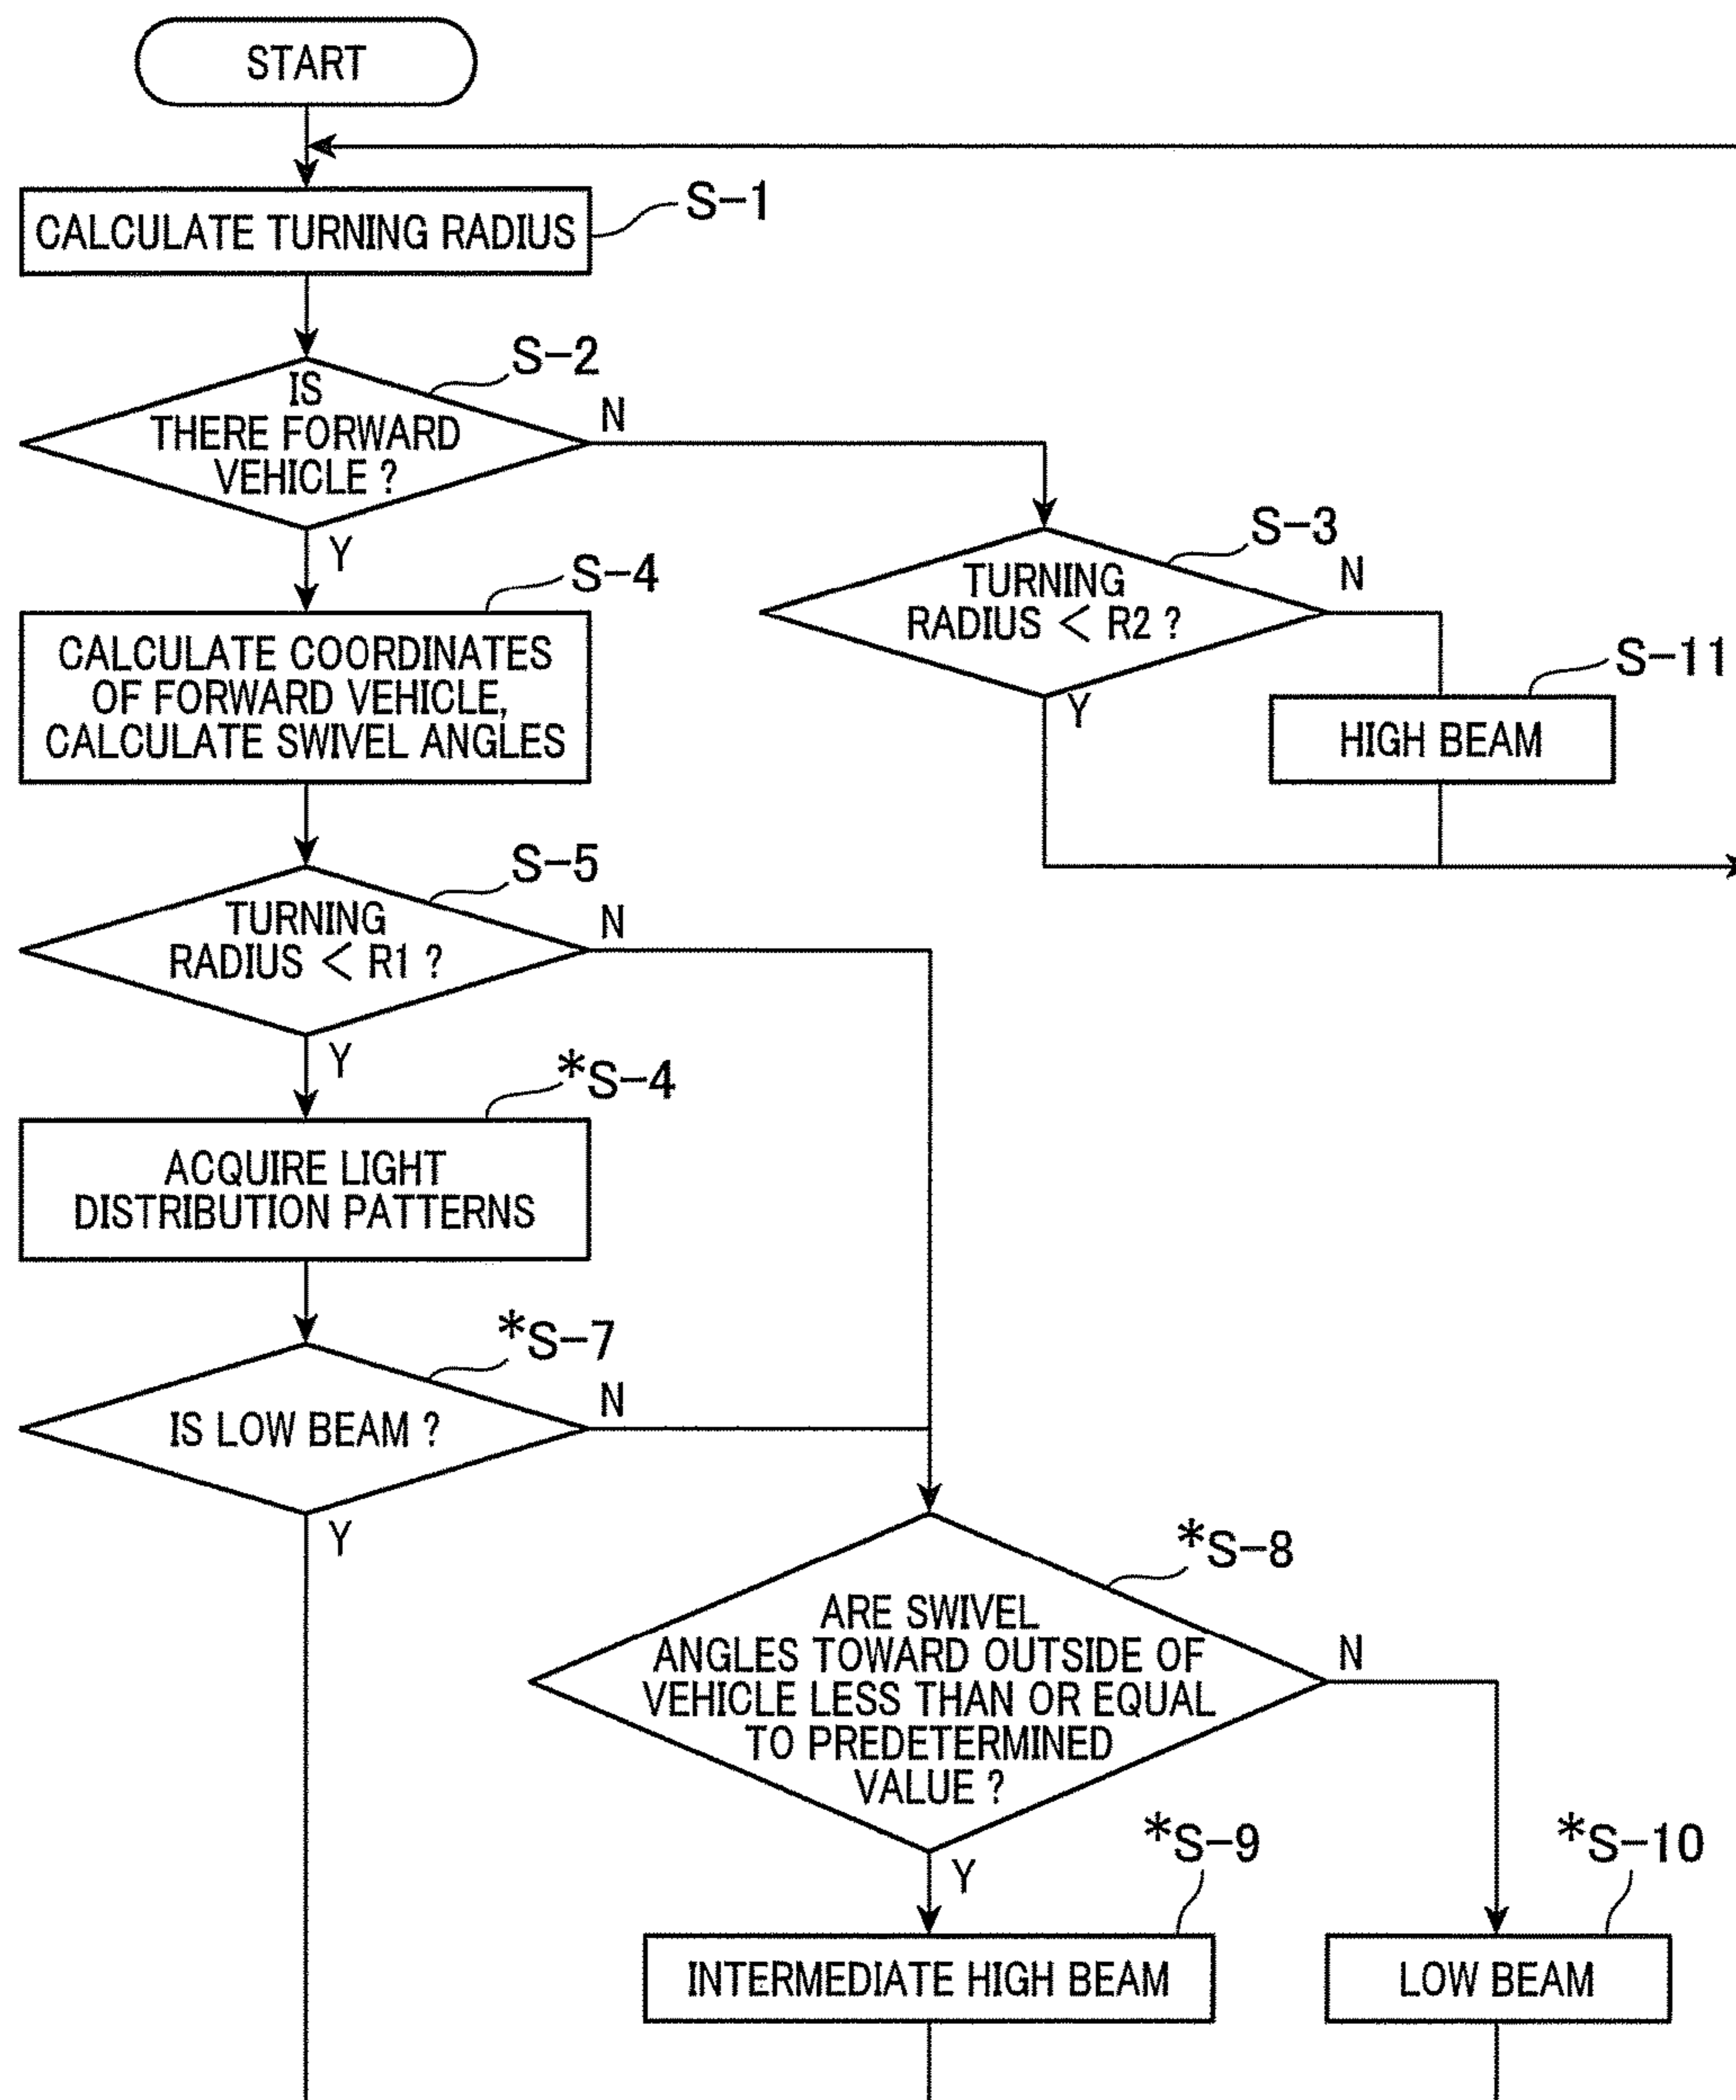 START
CALCULATE TURNING RADIUS
S-1
S-2
IS
THERE FORWARD
VEHICLE ?
N
Y
S-3
TURNING
RADIUS < R2 ?
N
Y
S-11
HIGH BEAM
S-4
CALCULATE COORDINATES
OF FORWARD VEHICLE,
CALCULATE SWIVEL ANGLES
S-5
TURNING
RADIUS < R1 ?
N
Y
*S-4
ACQUIRE LIGHT
DISTRIBUTION PATTERNS
*S-7
IS LOW BEAM ?
N
Y
*S-8
ARE SWIVEL
ANGLES TOWARD OUTSIDE OF
VEHICLE LESS THAN OR EQUAL
TO PREDETERMINED
VALUE ?
N
Y
*S-9
INTERMEDIATE HIGH BEAM
*S-10
LOW BEAM